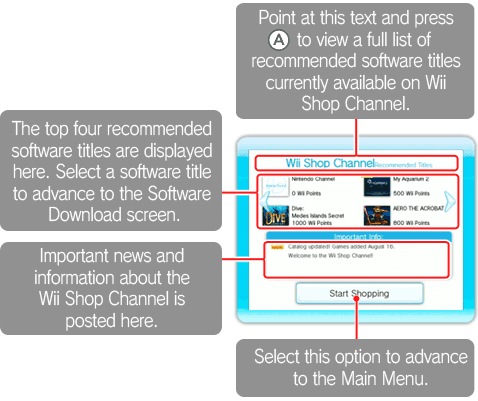 Point at this text and press
A to view a full list of
recommended software titles
currently available on Wii
Shop Channel.
The top four recommended
software titles are displayed
here. Select a software title
to advance to the Software
Download screen.
Important news and
information about the
Wii Shop Channel is
posted here.
Wii Shop Channel Recommended Titles
Nintendo Channel
0 Wii Points
My Aquarium 2
500 Wii Points
Dive:
Medes Islands Secret
1000 Wii Points
AERO THE ACROBAT
800 Wii Points
Important Info:
Catalog updated! Games added August 16.
Welcome to the Wii Shop Channel!
Start Shopping
Select this option to advance
to the Main Menu.